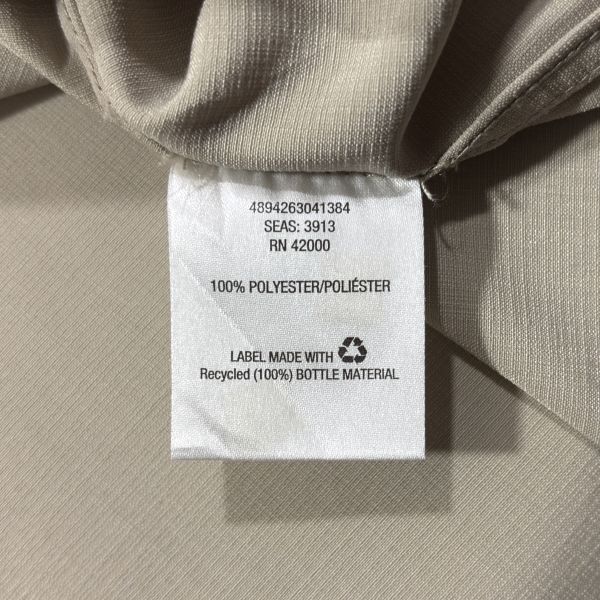 4894263041384
SEAS: 3913
RN 42000
100% POLYESTER/POLIÉSTER
LABEL MADE WITH
Recycled (100%) BOTTLE MATERIAL